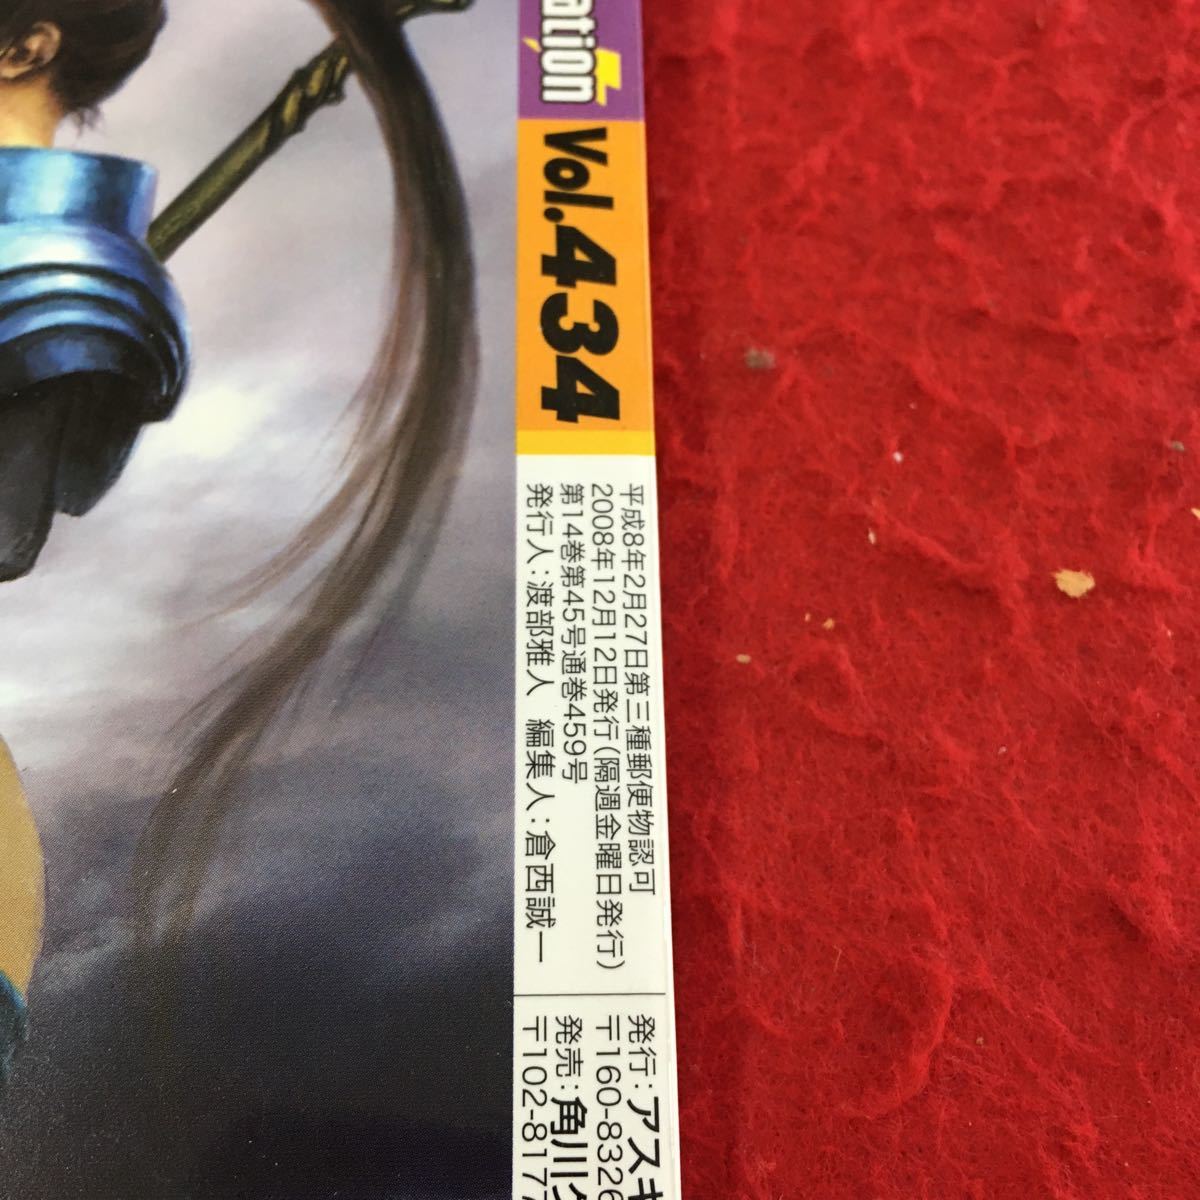 ation
Vol.434
平成8年2月27日第三種郵便物認可
2008年12月12日発行(隔週金曜日発行)
第14巻第45号通巻459号
発行人:渡部雅人　編集人:倉西誠一
発行:アスキ
〒160-8326
発売:角川グ
〒102-817